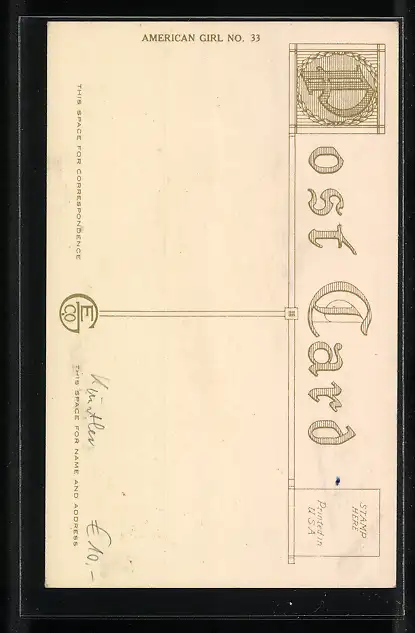 AMERICAN GIRL NO. 33
Post Card
THIS SPACE FOR CORRESPONDENCE
E CO
THIS SPACE FOR NAME AND ADDRESS
STAMP
HERE
Printed in
U.S.A
Künstler
€ 10,-